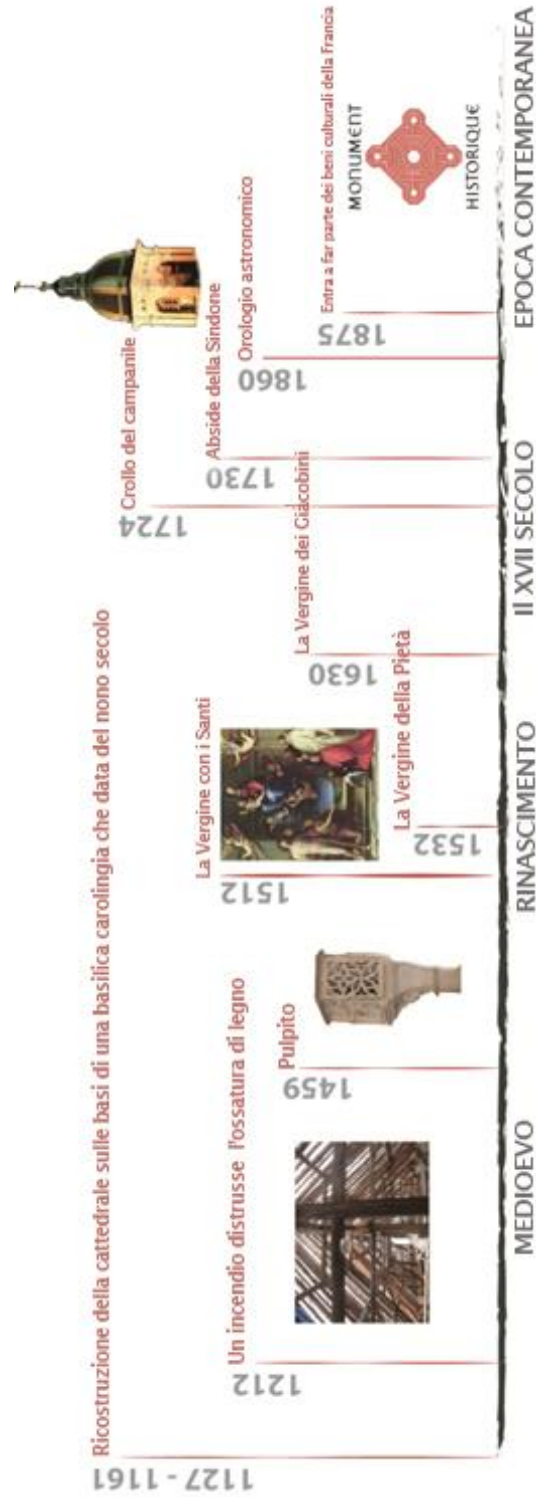 1127 - 1161
Ricostruzione della cattedrale sulle basi di una basilica carolingia che data del nono secolo
1212
Un incendio distrusse l'ossatura di legno
1459
Pulpito
1512
La Vergine con i Santi
1532
La Vergine della Pietà
1630
La Vergine dei Giacobini
1724
Crollo del campanile
1730
Abside della Sindone
1860
Orologio astronomico
1875
Entra a far parte dei beni culturali della Francia
MONUMENT
HISTORIQUE
MEDIOEVO
RINASCIMENTO
II XVII SECOLO
EPOCA CONTEMPORANEA